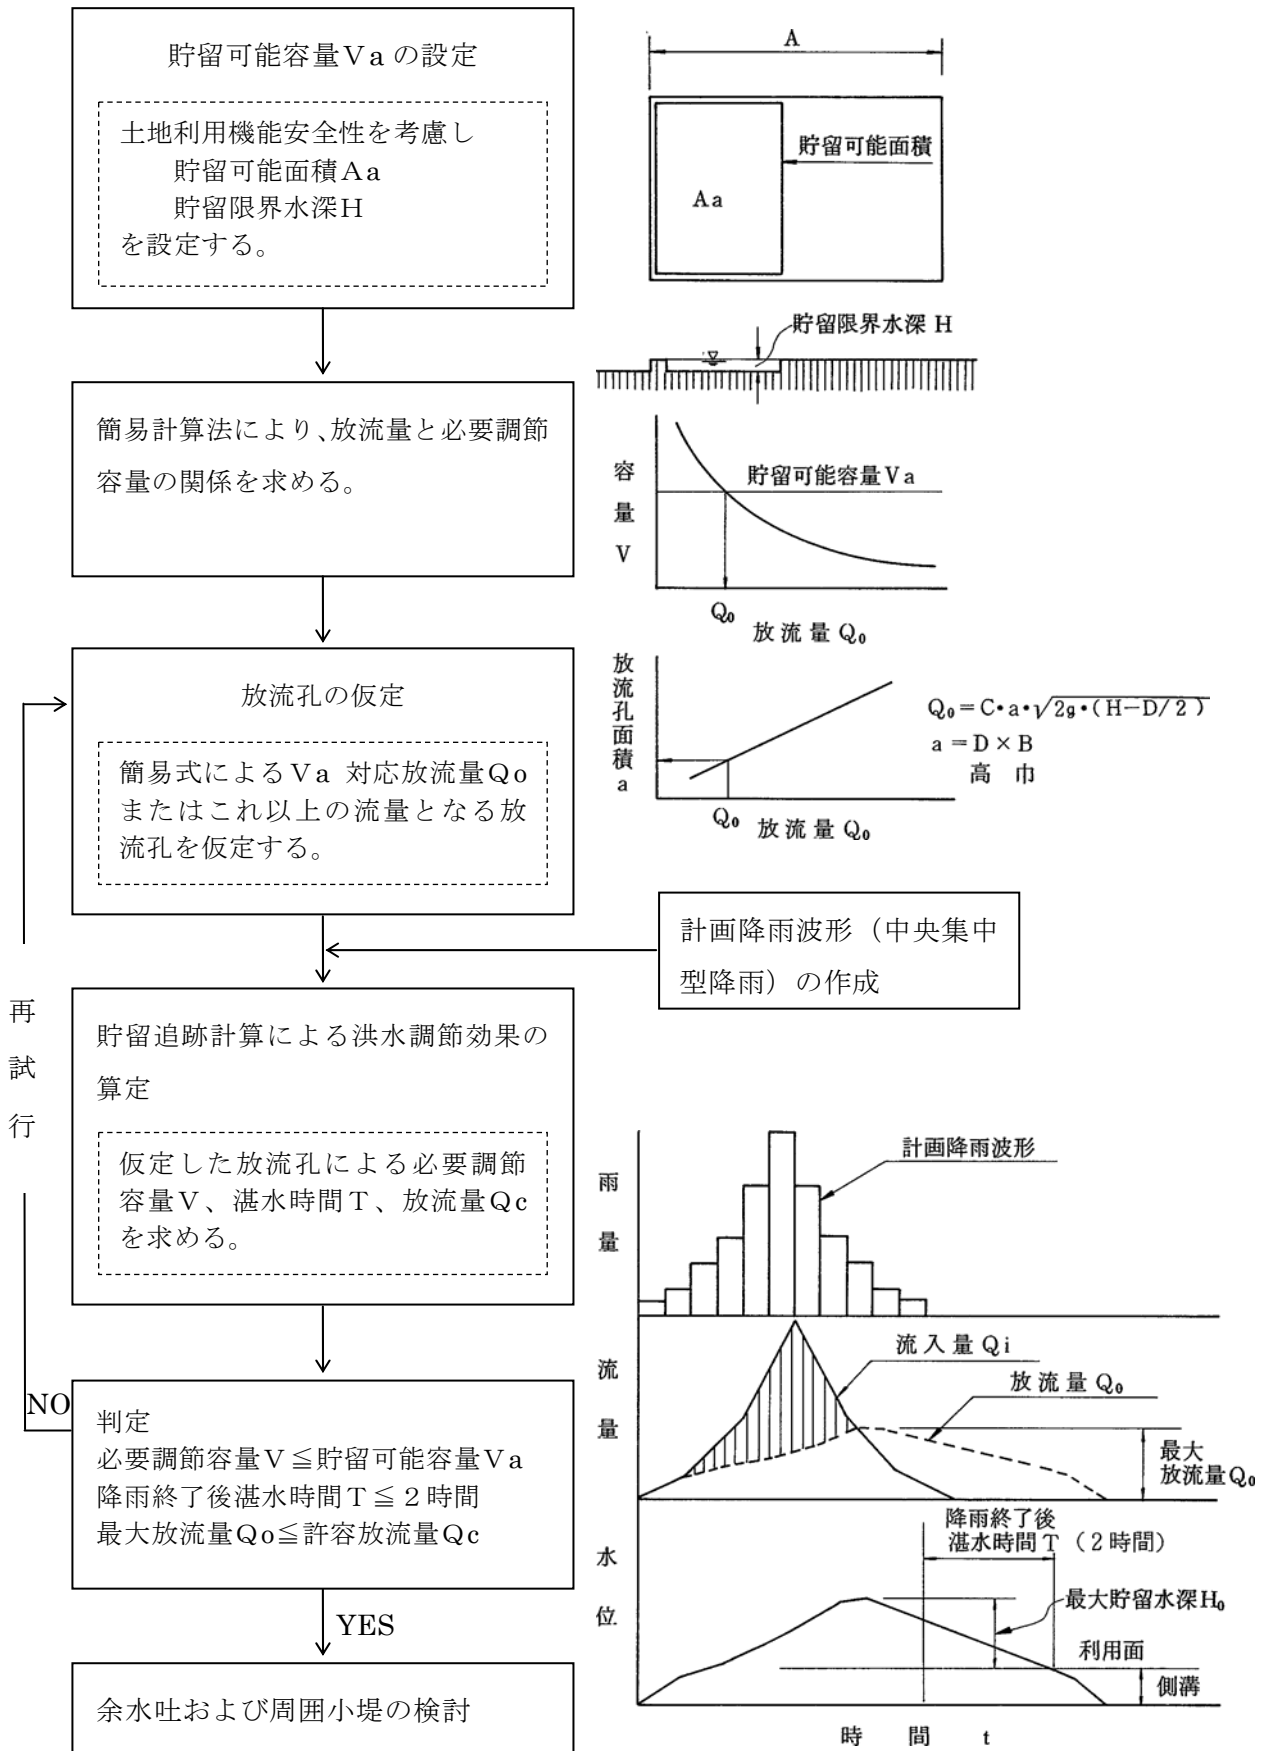 貯留可能容量Vaの設定
土地利用機能安全性を考慮し
貯留可能面積Aa
貯留限界水深H
を設定する。
A
貯留可能面積
Aa
貯留限界水深 H
簡易計算法により、放流量と必要調節
容量の関係を求める。
容量V
貯留可能容量Va
Q₀
放流量Q₀
放流孔の仮定
簡易式によるVa 対応放流量Qo
またはこれ以上の流量となる放
流孔を仮定する。
放流孔面積a
Q₀
放流量Q₀
Q₀=C・a・√2g・(H−D/2)
a=D×B
高 巾
計画降雨波形（中央集中
型降雨）の作成
再試行
貯留追跡計算による洪水調節効果の
算定
仮定した放流孔による必要調節
容量V、湛水時間T、放流量Qc
を求める。
雨量
計画降雨波形
流量
流入量Qi
放流量Q₀
最大
放流量Q₀
NO
判定
必要調節容量V≦貯留可能容量Va
降雨終了後湛水時間T≦２時間
最大放流量Qo≦許容放流量Qc
YES
水位
降雨終了後
湛水時間T（2時間）
最大貯留水深H₀
利用面
側溝
時間 t
余水吐および周囲小堤の検討